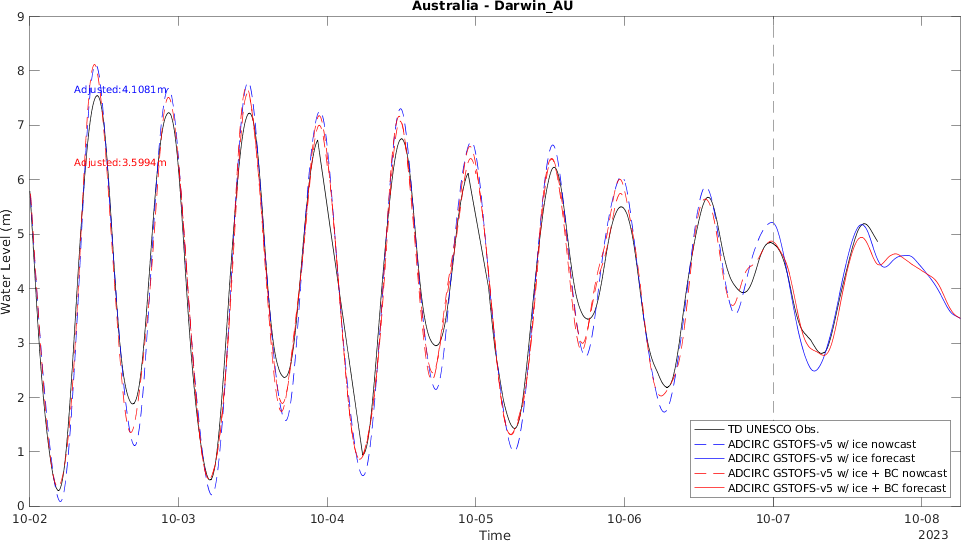 Australia - Darwin_AU
9
8
7
6
5
4
3
2
1
0
Water Level (m)
Adjusted:4.1081m
Adjusted:3.5994m
TD UNESCO Obs.
ADCIRC GSTOFS-v5 w/ ice nowcast
ADCIRC GSTOFS-v5 w/ ice forecast
ADCIRC GSTOFS-v5 w/ ice + BC nowcast
ADCIRC GSTOFS-v5 w/ ice + BC forecast
10-02 10-03 10-04 10-05 10-06 10-07 10-08
Time
2023